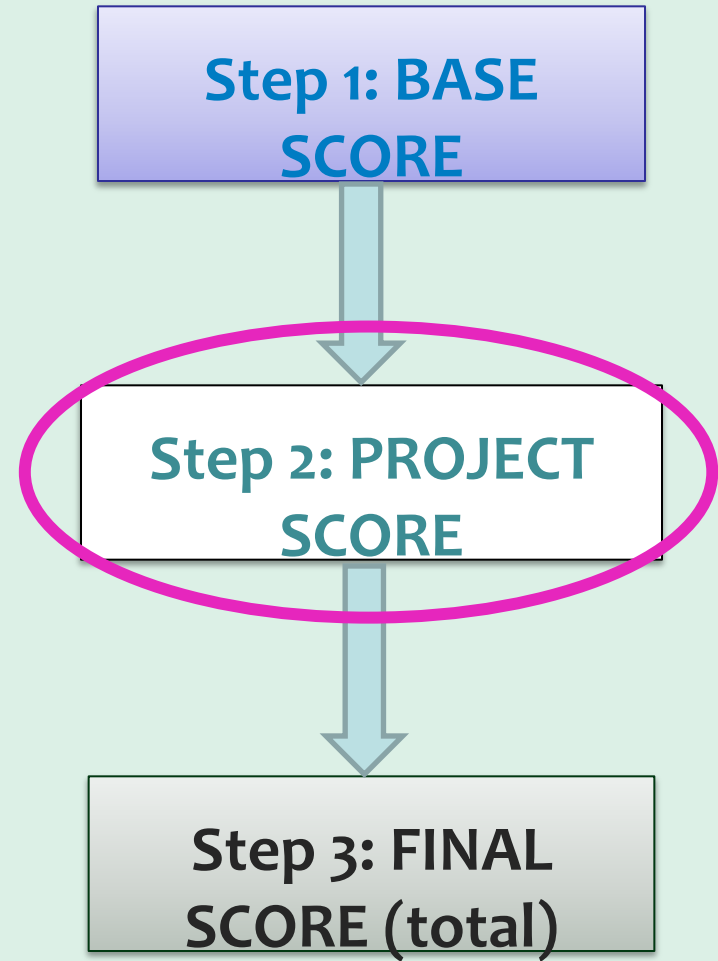 Step 1: BASE
SCORE
Step 2: PROJECT
SCORE
Step 3: FINAL
SCORE (total)